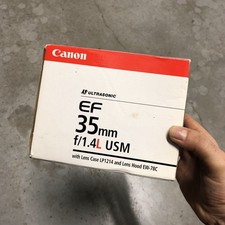 Canon
ULTRASONIC
EF
35mm
f/1.4L USM
with Lens Case LP1214 and Lens Hood EW-78C